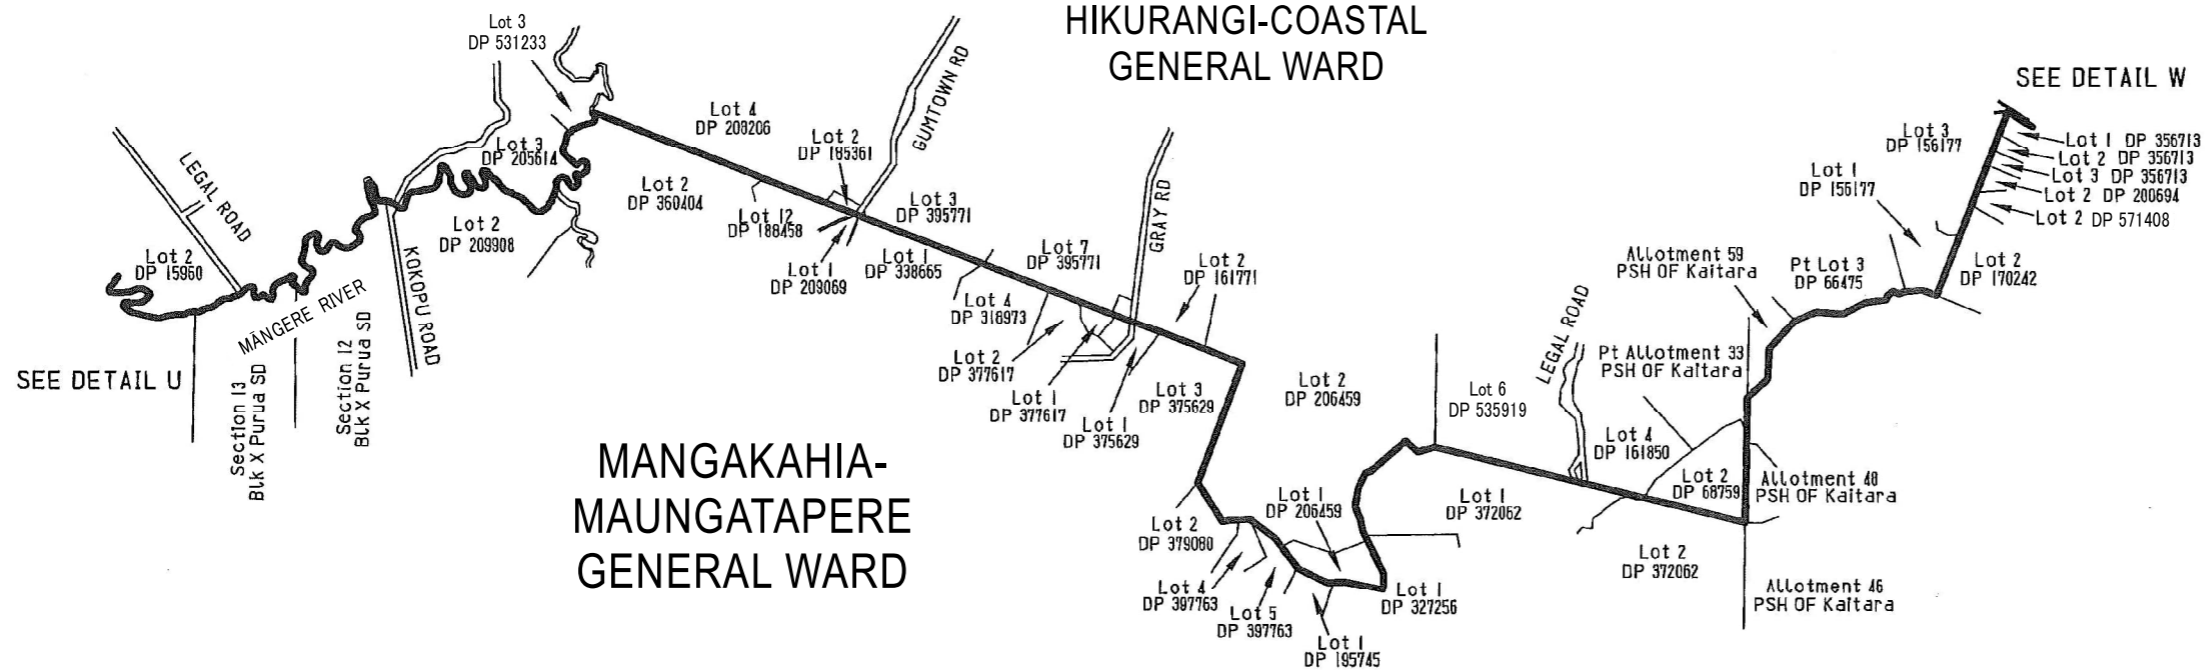 HIKURANGI-COASTAL
GENERAL WARD
SEE DETAIL W
Lot 3
DP 531233
LEGAL ROAD
Lot 2
DP 15960
SEE DETAIL U
MĀNGERE RIVER
Section 13
Blk X Purua SD
Section 12
Blk X Purua SD
KOKOPU ROAD
Lot 3
DP 205614
Lot 2
DP 209908
Lot 4
DP 208206
Lot 2
DP 360404
Lot 2
DP 185361
Lot 12
DP 188458
GUMTOWN RD
Lot 1
DP 209069
Lot 3
DP 395771
Lot 1
DP 338665
Lot 7
DP 395771
Lot 4
DP 318973
GRAY RD
Lot 2
DP 161771
Lot 2
DP 377617
Lot 1
DP 377617
Lot 1
DP 375629
Lot 3
DP 375629
MANGAKAHIA-
MAUNGATAPERE
GENERAL WARD
Lot 2
DP 206459
Lot 2
DP 379080
Lot 4
DP 397763
Lot 5
DP 397763
Lot 1
DP 206459
Lot 1
DP 195745
Lot 1
DP 327256
Lot 6
DP 535919
Lot 1
DP 372062
LEGAL ROAD
Lot 4
DP 161850
Lot 2
DP 68759
Lot 2
DP 372062
Pt Allotment 33
PSH OF Kaitara
Allotment 48
PSH OF Kaitara
Allotment 46
PSH OF Kaitara
Allotment 59
PSH OF Kaitara
Pt Lot 3
DP 66475
Lot 1
DP 156177
Lot 3
DP 156177
Lot 2
DP 170242
Lot 1 DP 356713
Lot 2 DP 356713
Lot 3 DP 356713
Lot 2 DP 200694
Lot 2 DP 571408